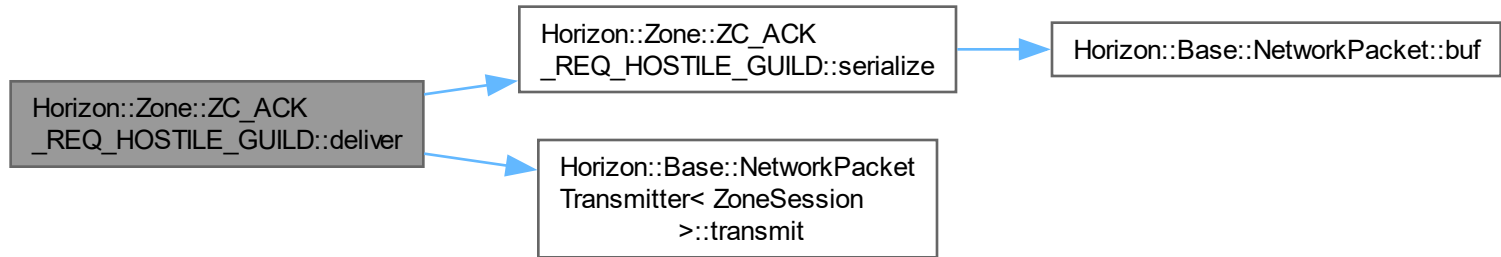 Horizon::Zone::ZC_ACK
_REQ_HOSTILE_GUILD::deliver
Horizon::Zone::ZC_ACK
_REQ_HOSTILE_GUILD::serialize
Horizon::Base::NetworkPacket::buf
Horizon::Base::NetworkPacket
Transmitter< ZoneSession
>::transmit